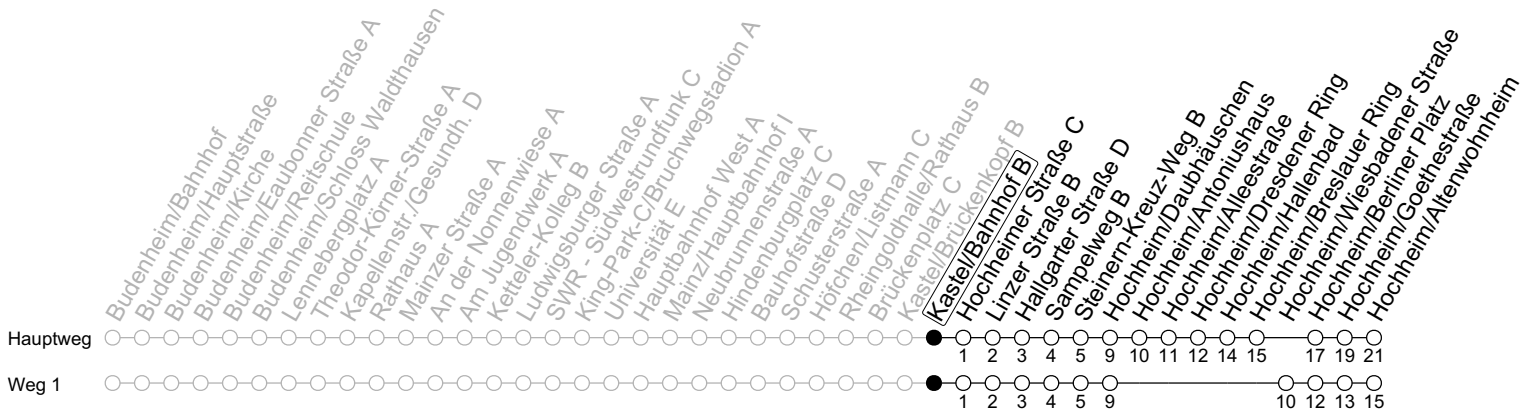 Budenheim/Bahnhof
Budenheim/Hauptstraße
Budenheim/Kirche
Budenheim/Eaubonner Straße A
Budenheim/Reitschule
Budenheim/Schloss Waldthausen
Lennebergplatz A
Theodor-Körner-Straße A
Kapellenstr./Gesundh. D
Rathaus A
Mainzer Straße A
An der Nonnenwiese A
Am Jugendwerk A
Ketteler-Kolleg B
Ludwigsburger Straße A
SWR - Südwestrundfunk C
King-Park-C/Bruchwegstadion A
Universität E
Hauptbahnhof West A
Mainz/Hauptbahnhof I
Neubrunnenstraße A
Hindenburgplatz C
Bauhofstraße D
Schusterstraße A
Höfchen/Listmann C
Rheingoldhalle/Rathaus B
Brückenplatz C
Kastel/Brückenkopf B
Kastel/Bahnhof B
Hochheimer Straße C
Linzer Straße B
Hallgarter Straße D
Sampelweg B
Steinern-Kreuz-Weg B
Hochheim/Daubhäuschen
Hochheim/Antoniushaus
Hochheim/Alleestraße
Hochheim/Dresdener Ring
Hochheim/Hallenbad
Hochheim/Breslauer Ring
Hochheim/Wiesbadener Straße
Hochheim/Berliner Platz
Hochheim/Goethestraße
Hochheim/Altenwohnheim
Hauptweg
1 2 3 4 5 9 10 11 12 14 15 17 19 21
Weg 1
1 2 3 4 5 9 10 12 13 15